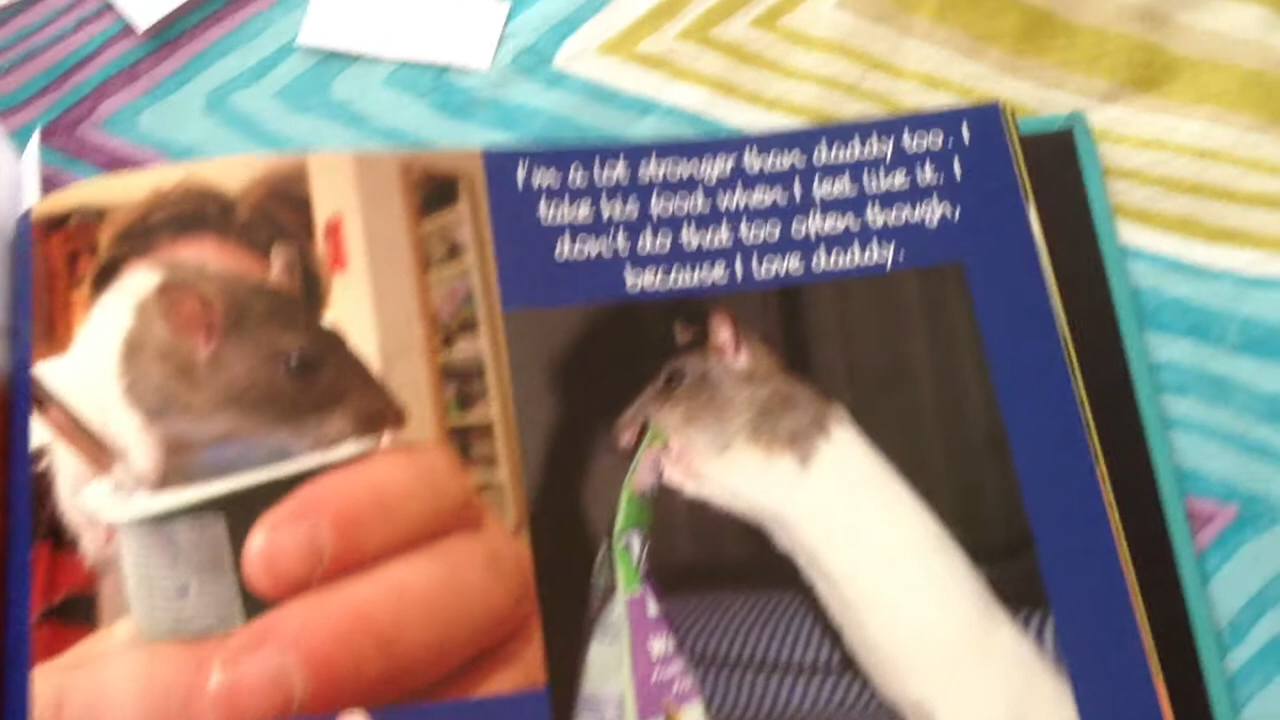 I'm a lot stronger than daddy too. I
take his food when I feel like it. I
don't do that too often though,
because I love daddy.